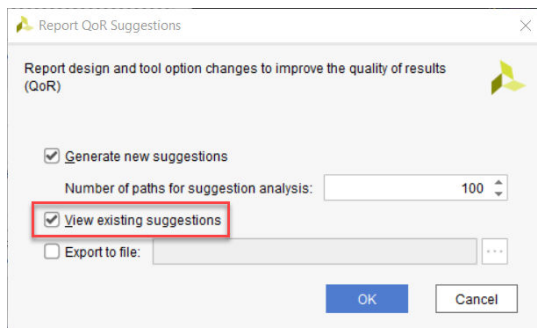 Report QoR Suggestions
Report design and tool option changes to improve the quality of results
(QoR)
Generate new suggestions
Number of paths for suggestion analysis: 100
View existing suggestions
Export to file: ...
OK Cancel